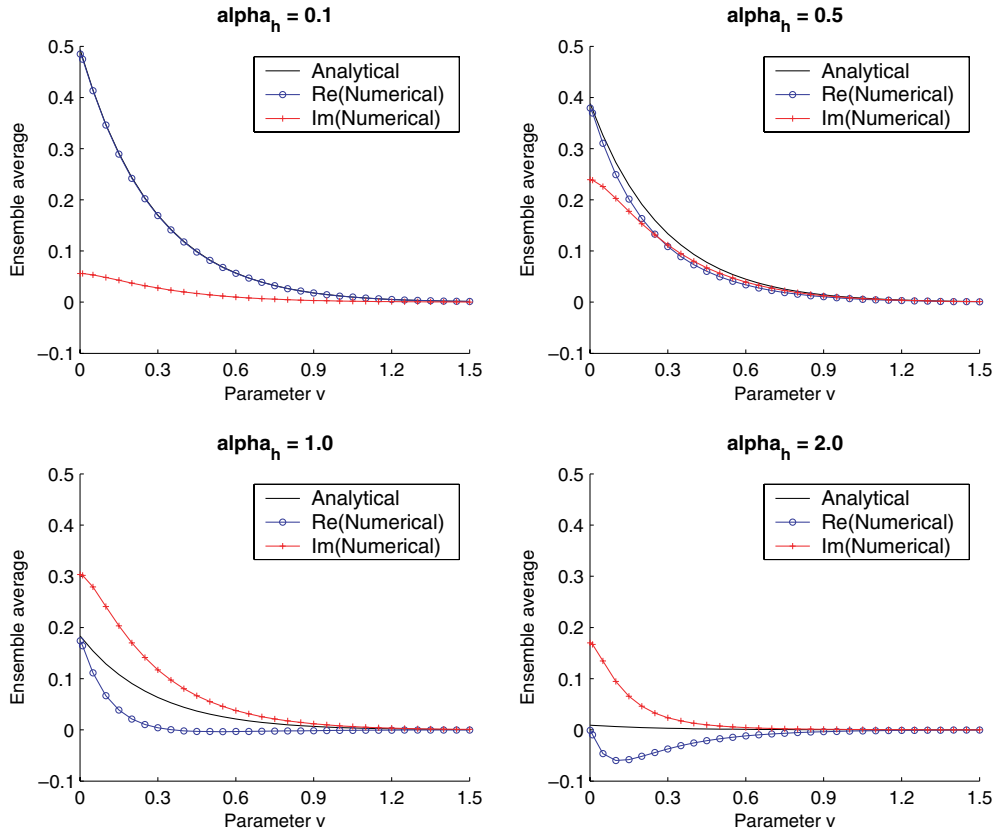 alpha_h = 0.1
Ensemble average
0.5
0.4
0.3
0.2
0.1
0
−0.1
Analytical
Re(Numerical)
Im(Numerical)
0 0.3 0.6 0.9 1.2 1.5
Parameter v
alpha_h = 0.5
Ensemble average
0.5
0.4
0.3
0.2
0.1
0
−0.1
Analytical
Re(Numerical)
Im(Numerical)
0 0.3 0.6 0.9 1.2 1.5
Parameter v
alpha_h = 1.0
Ensemble average
0.5
0.4
0.3
0.2
0.1
0
−0.1
Analytical
Re(Numerical)
Im(Numerical)
0 0.3 0.6 0.9 1.2 1.5
Parameter v
alpha_h = 2.0
Ensemble average
0.5
0.4
0.3
0.2
0.1
0
−0.1
Analytical
Re(Numerical)
Im(Numerical)
0 0.3 0.6 0.9 1.2 1.5
Parameter v